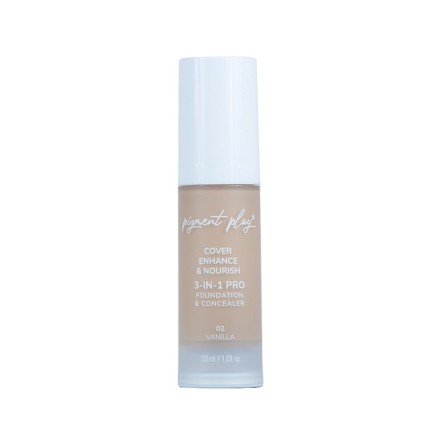 pigment play®
COVER
ENHANCE
& NOURISH
3-IN-1 PRO
FOUNDATION
& CONCEALER
02
VANILLA
30ml / 1.01 oz